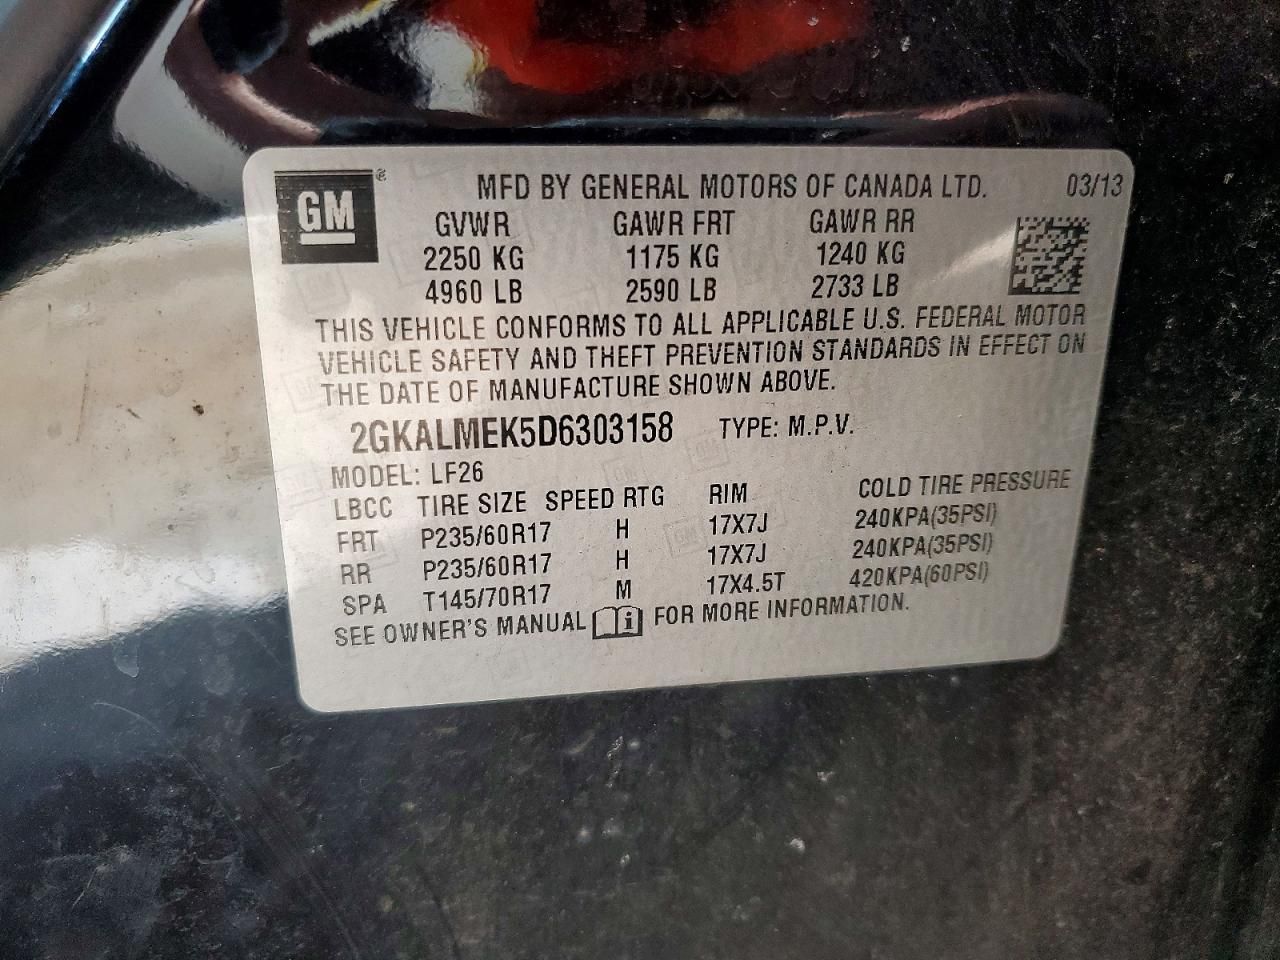 GM ® MFD BY GENERAL MOTORS OF CANADA LTD. 03/13
GVWR GAWR FRT GAWR RR
2250 KG 1175 KG 1240 KG
4960 LB 2590 LB 2733 LB
THIS VEHICLE CONFORMS TO ALL APPLICABLE U.S. FEDERAL MOTOR
VEHICLE SAFETY AND THEFT PREVENTION STANDARDS IN EFFECT ON
THE DATE OF MANUFACTURE SHOWN ABOVE.
2GKALMEK5D6303158 TYPE: M.P.V.
MODEL: LF26
LBCC TIRE SIZE SPEED RTG RIM COLD TIRE PRESSURE
FRT P235/60R17 H 17X7J 240KPA(35PSI)
RR P235/60R17 H 17X7J 240KPA(35PSI)
SPA T145/70R17 M 17X4.5T 420KPA(60PSI)
SEE OWNER'S MANUAL i FOR MORE INFORMATION.